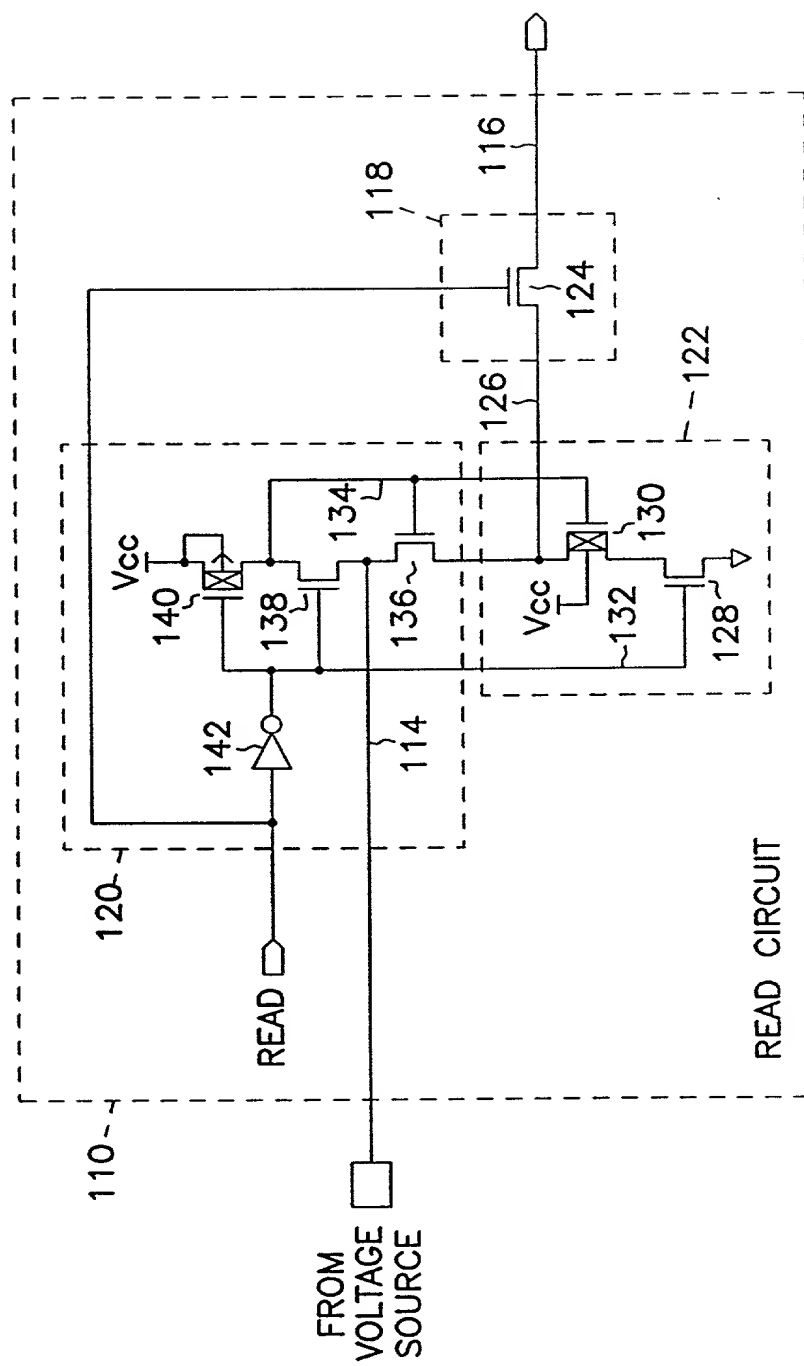 110
120
READ
142
114
Vcc
140
138
136
134
132
Vcc
130
128
122
126
124
118
116
FROM
VOLTAGE
SOURCE
READ CIRCUIT